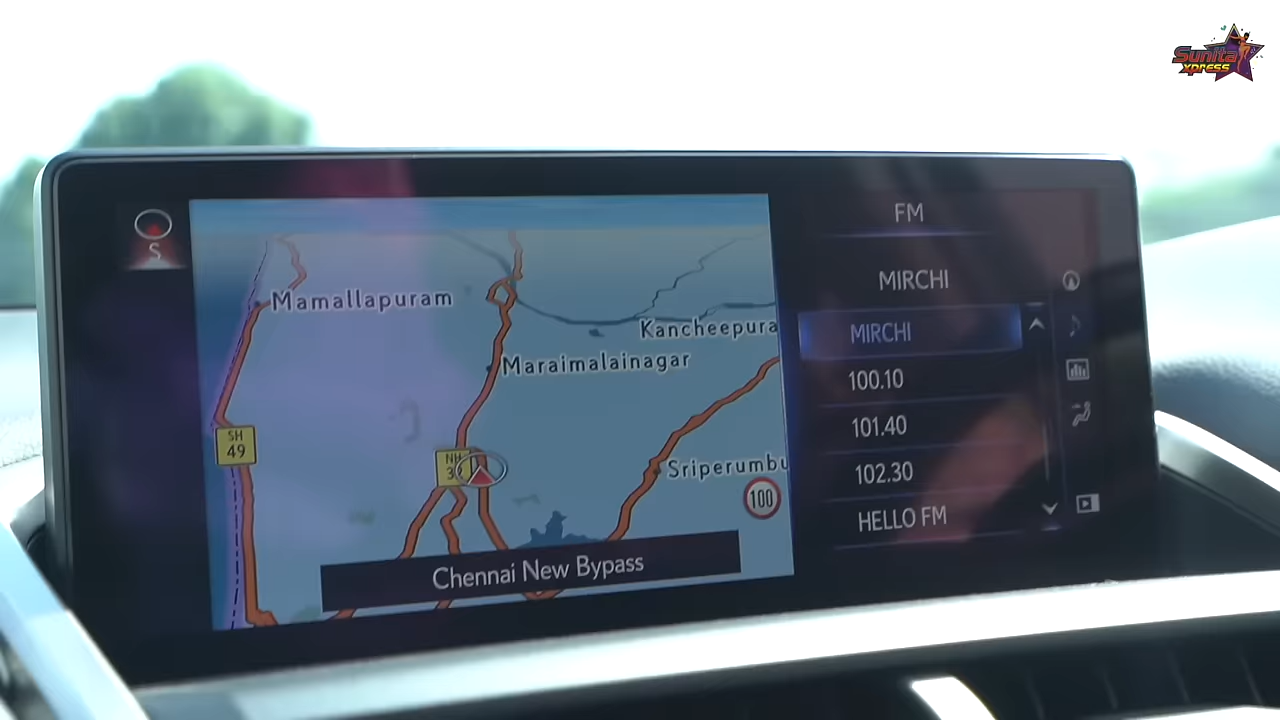 Sunita
xpress
S
FM
MIRCHI
Mamallapuram
Kancheepura
MIRCHI
Maraimalainagar
100.10
SH
49
101.40
NH
Sriperumbu
100
102.30
HELLO FM
Chennai New Bypass